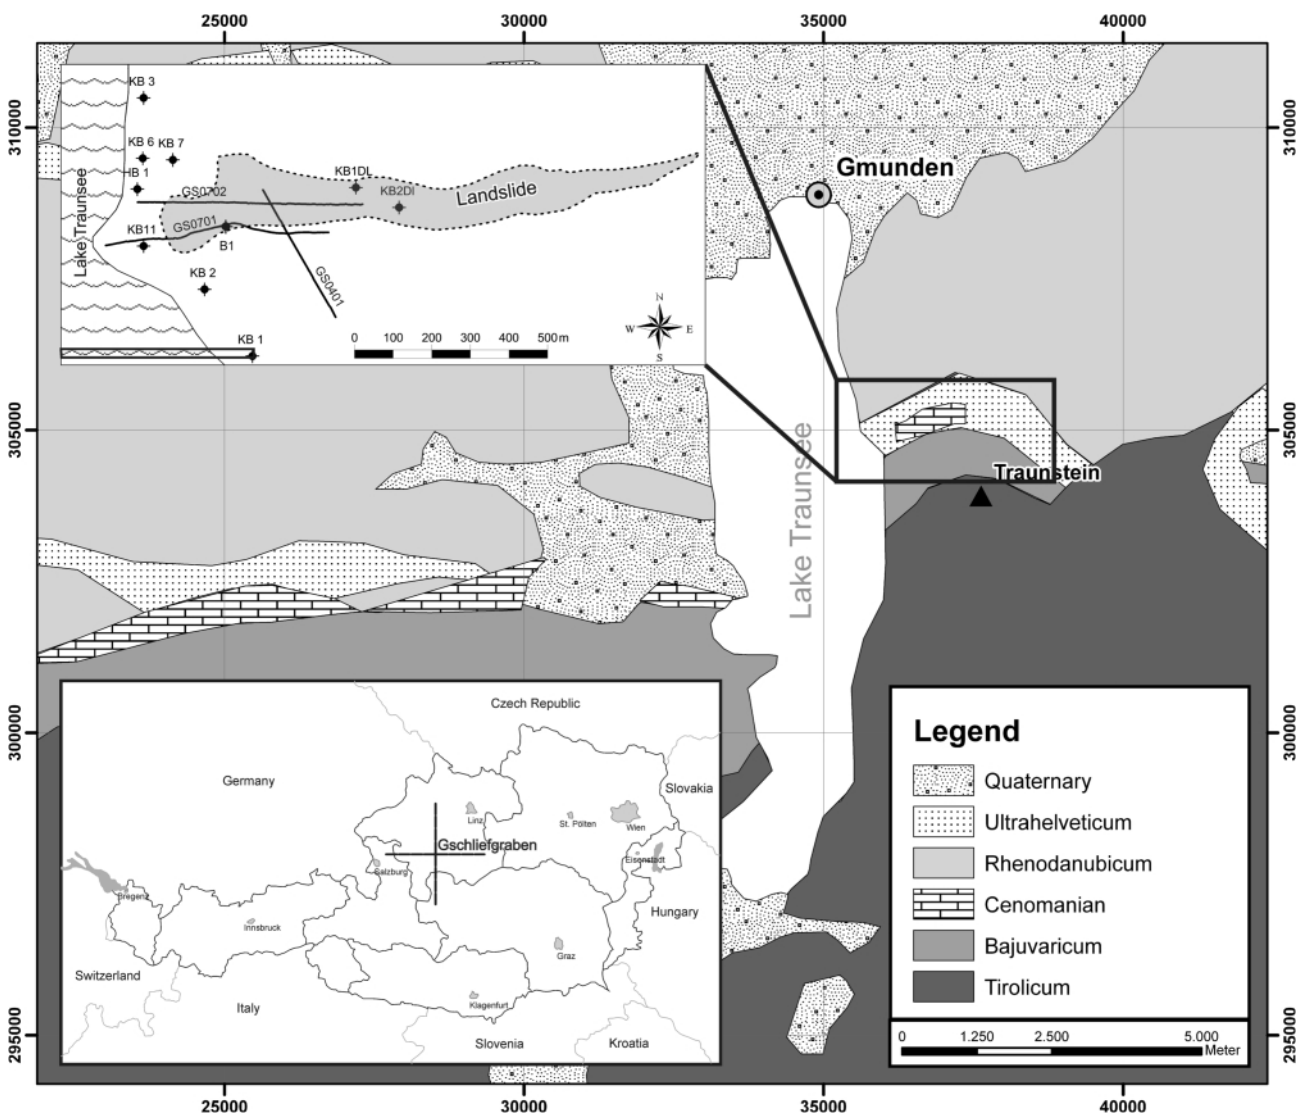 25000 30000 35000 40000
310000
305000
300000
295000
310000
305000
300000
295000
KB 3
KB 6 KB 7
HB 1
KB11
KB 2
KB 1
B1
KB1DL
KB2Dl
GS0702
GS0701
GS0401
Landslide
Lake Traunsee
N
W E
S
0 100 200 300 400 500 m
Gmunden
Lake Traunsee
Traunstein
Czech Republic
Germany
Slovakia
Linz
St. Pölten
Wien
Gschliefgraben
Eisenstadt
Salzburg
Bregenz
Innsbruck
Hungary
Graz
Switzerland
Italy
Klagenfurt
Slovenia
Kroatia
Legend
Quaternary
Ultrahelveticum
Rhenodanubicum
Cenomanian
Bajuvaricum
Tirolicum
0 1.250 2.500 5.000
Meter
25000 30000 35000 40000